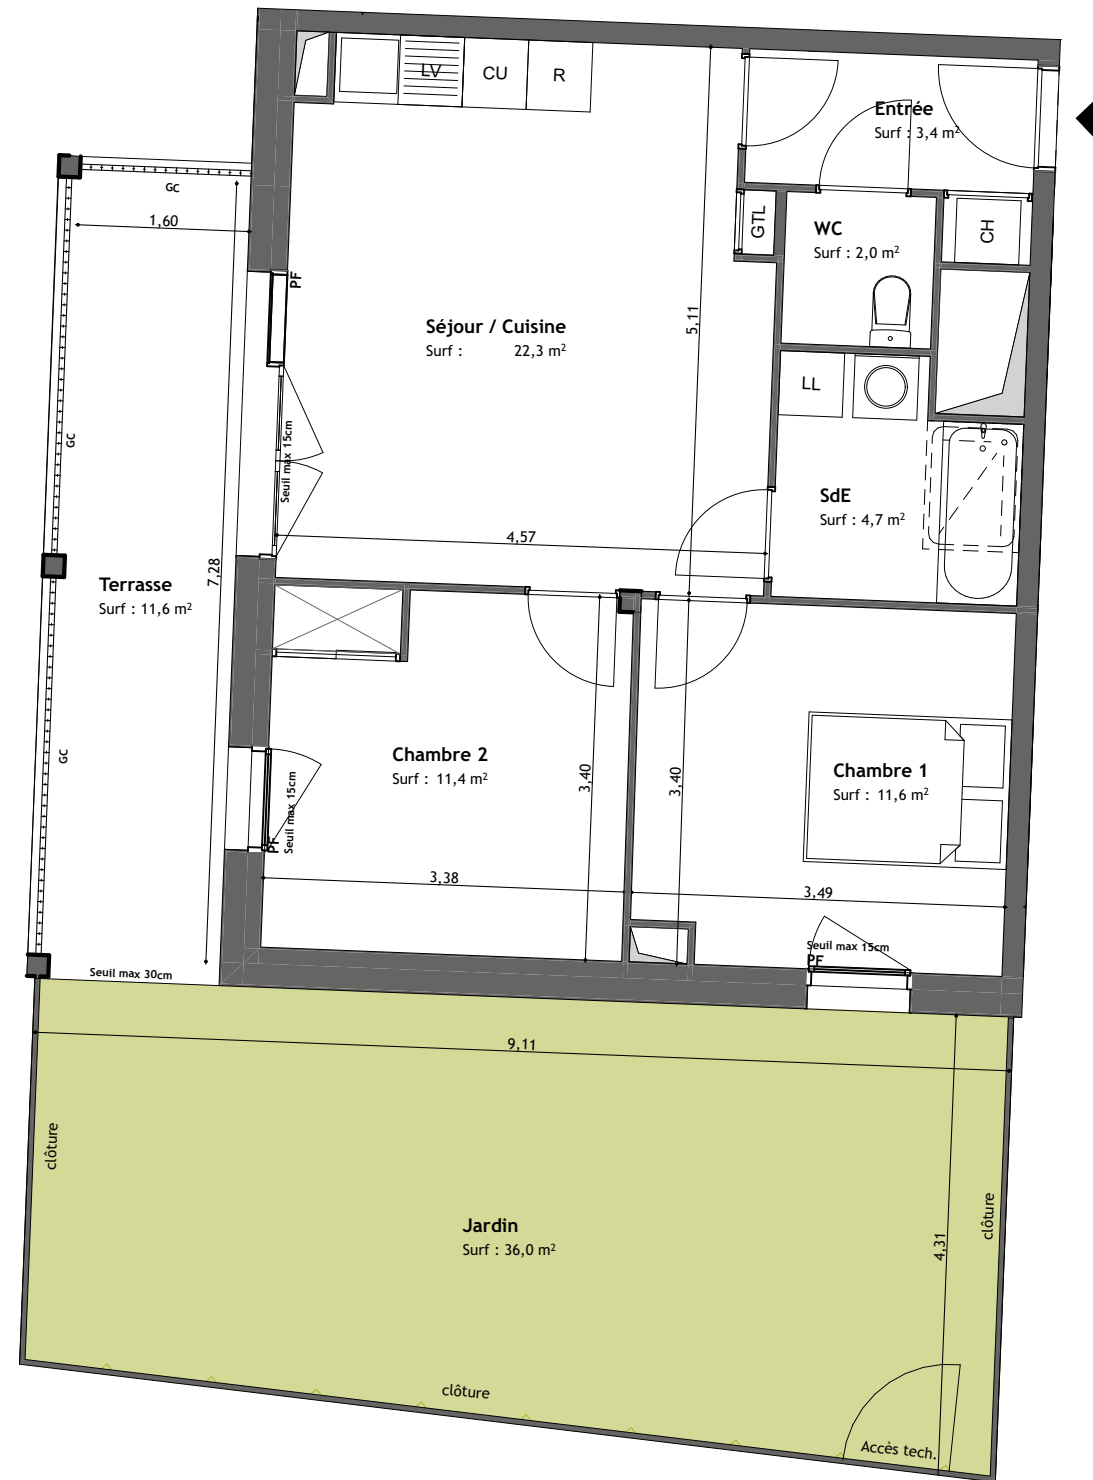 LV
CU
R
Entrée
Surf : 3,4 m²
GC
1,60
GTL
WC
Surf : 2,0 m²
CH
PF
Séjour / Cuisine
Surf : 22,3 m²
5,11
LL
GC
Seuil max 15cm
SdE
Surf : 4,7 m²
4,57
7,28
Terrasse
Surf : 11,6 m²
GC
Chambre 2
Surf : 11,4 m²
3,40
3,40
Chambre 1
Surf : 11,6 m²
Seuil max 15cm
PF
3,38
3,49
Seuil max 15cm
PF
Seuil max 30cm
9,11
clôture
clôture
4,31
Jardin
Surf : 36,0 m²
clôture
Accès tech.